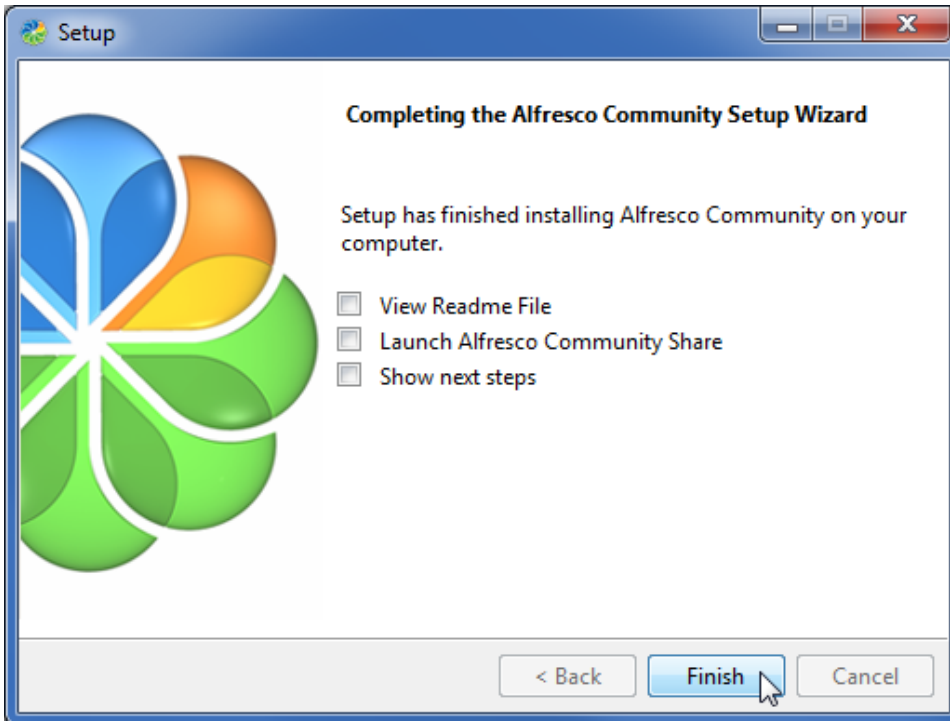 Setup
Completing the Alfresco Community Setup Wizard
Setup has finished installing Alfresco Community on your
computer.
View Readme File
Launch Alfresco Community Share
Show next steps
< Back
Finish
Cancel